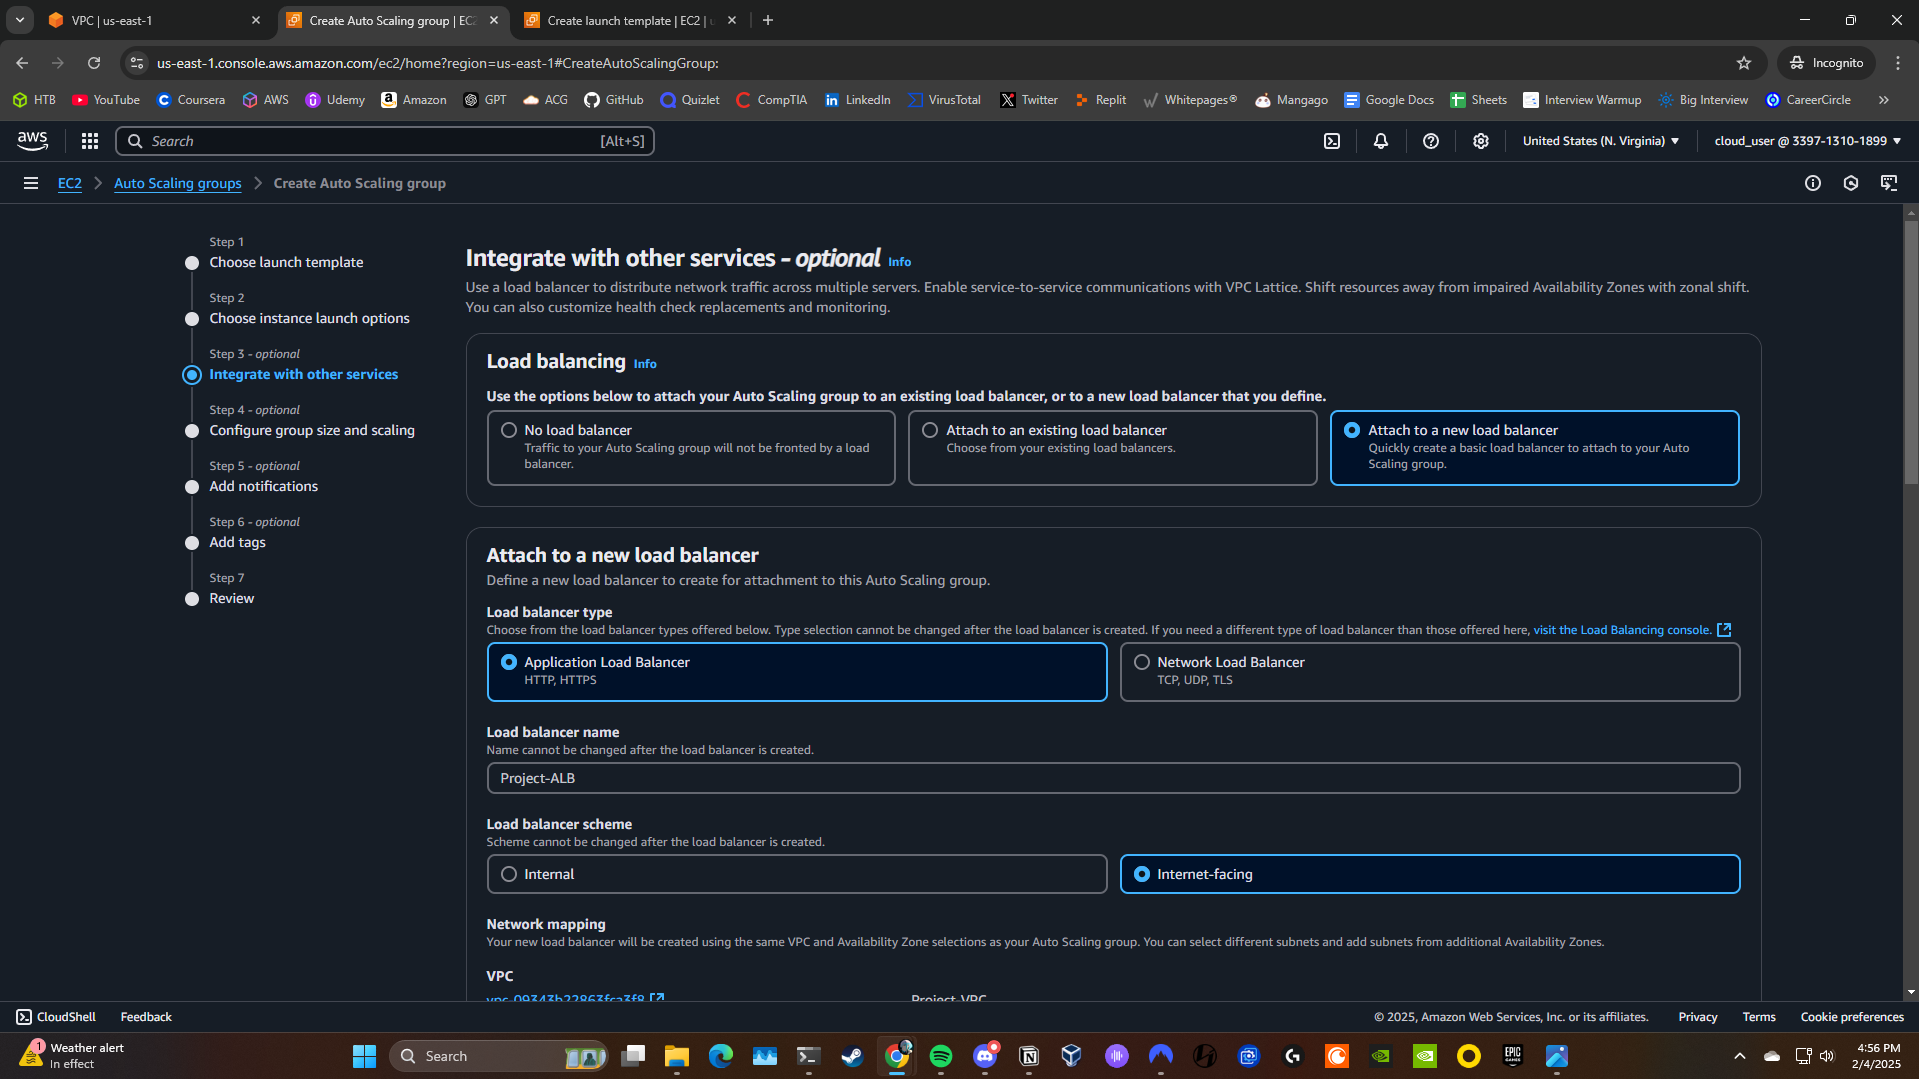 VPC | us-east-1
Create Auto Scaling group | EC2
Create launch template | EC2 | u
us-east-1.console.aws.amazon.com/ec2/home?region=us-east-1#CreateAutoScalingGroup:
Incognito
HTB
YouTube
Coursera
AWS
Udemy
Amazon
GPT
ACG
GitHub
Quizlet
CompTIA
LinkedIn
VirusTotal
Twitter
Replit
Whitepages®
Mangago
Google Docs
Sheets
Interview Warmup
Big Interview
CareerCircle
aws
Search
[Alt+S]
United States (N. Virginia)
cloud_user @ 3397-1310-1899
EC2
Auto Scaling groups
Create Auto Scaling group
Step 1
Choose launch template
Step 2
Choose instance launch options
Step 3 - optional
Integrate with other services
Step 4 - optional
Configure group size and scaling
Step 5 - optional
Add notifications
Step 6 - optional
Add tags
Step 7
Review
Integrate with other services - optional Info
Use a load balancer to distribute network traffic across multiple servers. Enable service-to-service communications with VPC Lattice. Shift resources away from impaired Availability Zones with zonal shift.
You can also customize health check replacements and monitoring.
Load balancing Info
Use the options below to attach your Auto Scaling group to an existing load balancer, or to a new load balancer that you define.
No load balancer
Traffic to your Auto Scaling group will not be fronted by a load
balancer.
Attach to an existing load balancer
Choose from your existing load balancers.
Attach to a new load balancer
Quickly create a basic load balancer to attach to your Auto
Scaling group.
Attach to a new load balancer
Define a new load balancer to create for attachment to this Auto Scaling group.
Load balancer type
Choose from the load balancer types offered below. Type selection cannot be changed after the load balancer is created. If you need a different type of load balancer than those offered here, visit the Load Balancing console.
Application Load Balancer
HTTP, HTTPS
Network Load Balancer
TCP, UDP, TLS
Load balancer name
Name cannot be changed after the load balancer is created.
Project-ALB
Load balancer scheme
Scheme cannot be changed after the load balancer is created.
Internal
Internet-facing
Network mapping
Your new load balancer will be created using the same VPC and Availability Zone selections as your Auto Scaling group. You can select different subnets and add subnets from additional Availability Zones.
VPC
vpc-09343b22863fca3f8
Project-VPC
CloudShell
Feedback
© 2025, Amazon Web Services, Inc. or its affiliates.
Privacy
Terms
Cookie preferences
1
Weather alert
In effect
Search
EPIC
GAMES
4:56 PM
2/4/2025